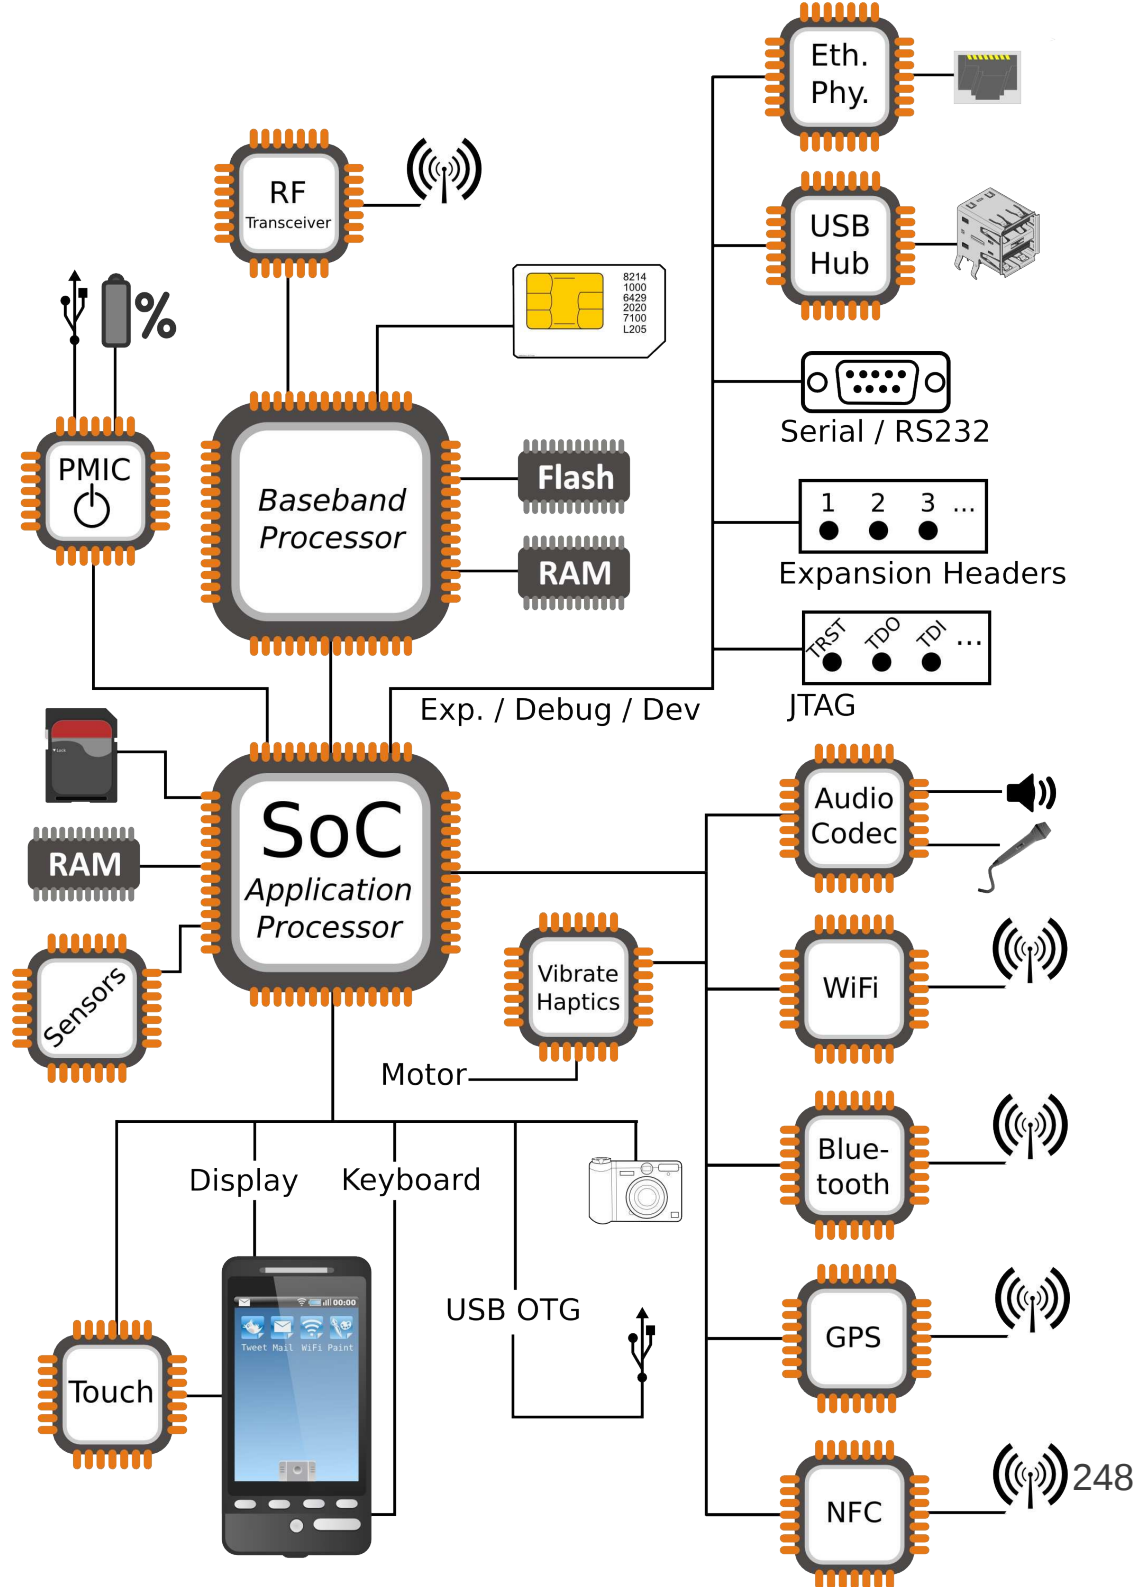 Eth.
Phy.
RF
Transceiver
USB
Hub
8214
1000
6429
2020
7100
L205
%
Serial / RS232
PMIC
Baseband
Processor
Flash
RAM
1 2 3 ...
Expansion Headers
TRST TDO TDI ...
JTAG
Exp. / Debug / Dev
SoC
Application
Processor
RAM
Sensors
Audio
Codec
Vibrate
Haptics
WiFi
Motor
Blue-
tooth
Display
Keyboard
USB OTG
00:00
Tweet Mail WiFi Paint
GPS
Touch
NFC
248